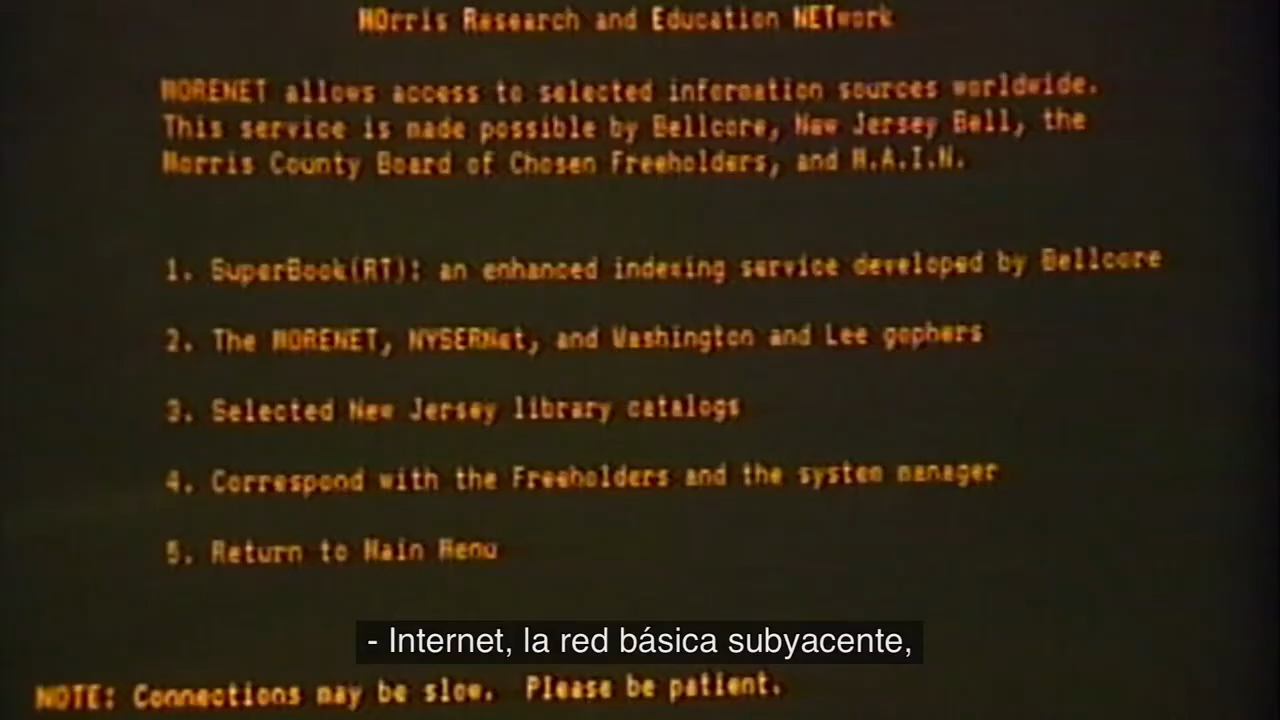 MOrris Research and Education NETwork
MORENET allows access to selected information sources worldwide.
This service is made possible by Bellcore, New Jersey Bell, the
Morris County Board of Chosen Freeholders, and M.A.I.N.
1. SuperBook(RT): an enhanced indexing service developed by Bellcore
2. The MORENET, NYSERNet, and Washington and Lee gophers
3. Selected New Jersey library catalogs
4. Correspond with the Freeholders and the system manager
5. Return to Main Menu
- Internet, la red básica subyacente,
NOTE: Connections may be slow. Please be patient.